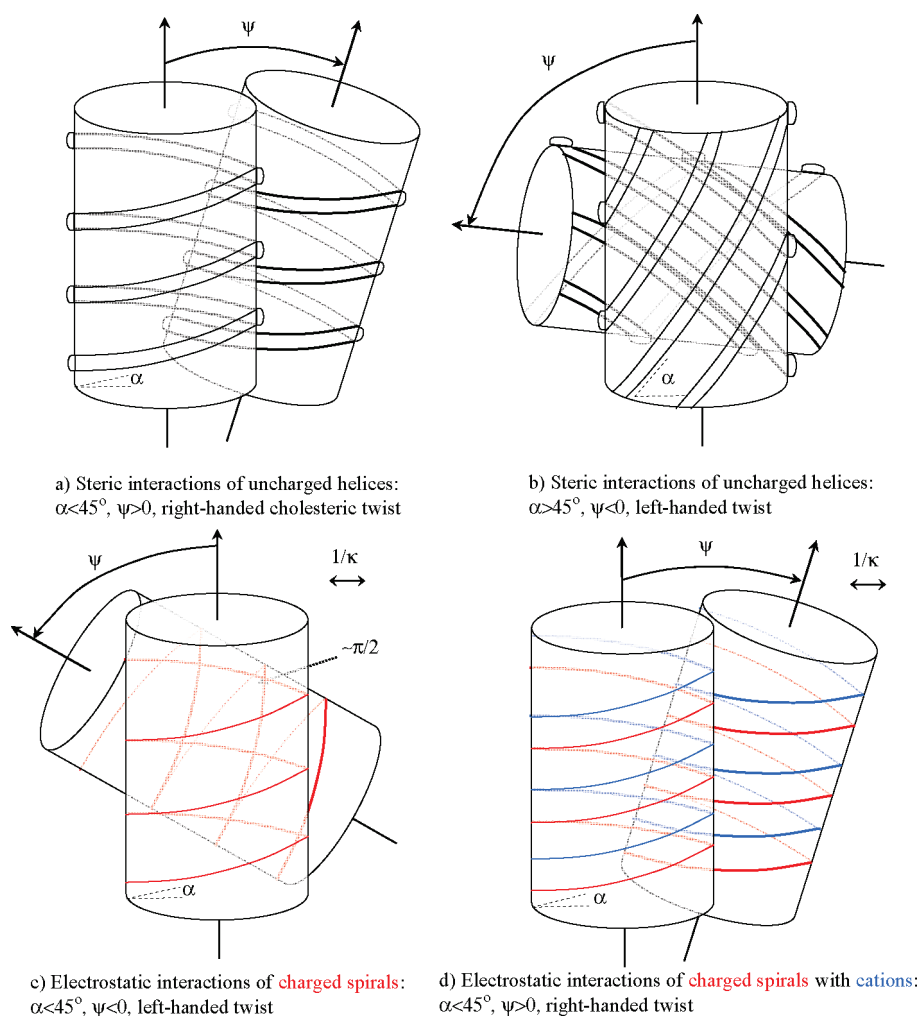 ψ
α
a) Steric interactions of uncharged helices:
α<45°, ψ>0, right-handed cholesteric twist
ψ
α
b) Steric interactions of uncharged helices:
α>45°, ψ<0, left-handed twist
ψ
1/κ
~π/2
α
c) Electrostatic interactions of charged spirals:
α<45°, ψ<0, left-handed twist
ψ
1/κ
α
d) Electrostatic interactions of charged spirals with cations:
α<45°, ψ>0, right-handed twist